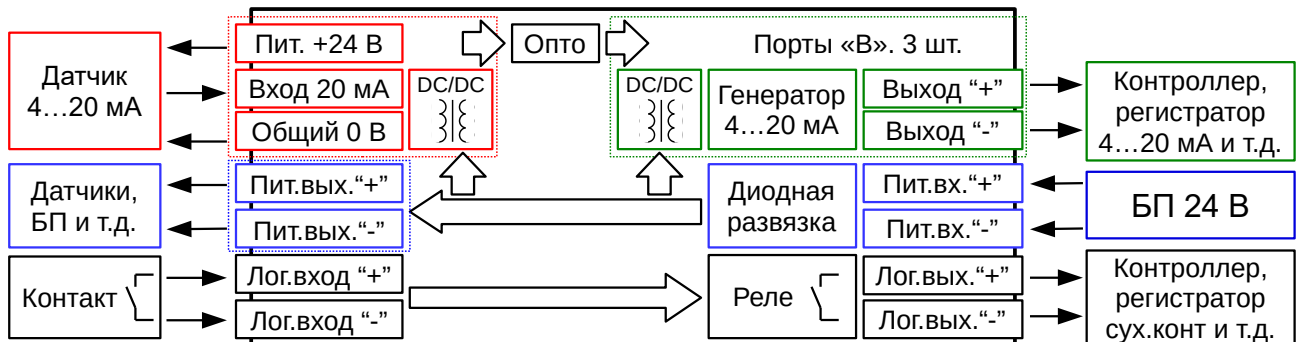 Датчик
4…20 мА
Пит. +24 В
Вход 20 мА
Общий 0 В
DC/DC
Опто
Порты «В». 3 шт.
DC/DC
Генератор
4…20 мА
Выход “+”
Выход “-”
Контроллер,
регистратор
4…20 мА и т.д.
Датчики,
БП и т.д.
Пит.вых.“+”
Пит.вых.“-”
Диодная
развязка
Пит.вх.“+”
Пит.вх.“-”
БП 24 В
Контакт
Лог.вход “+”
Лог.вход “-”
Реле
Лог.вых.“+”
Лог.вых.“-”
Контроллер,
регистратор
сух.конт и т.д.